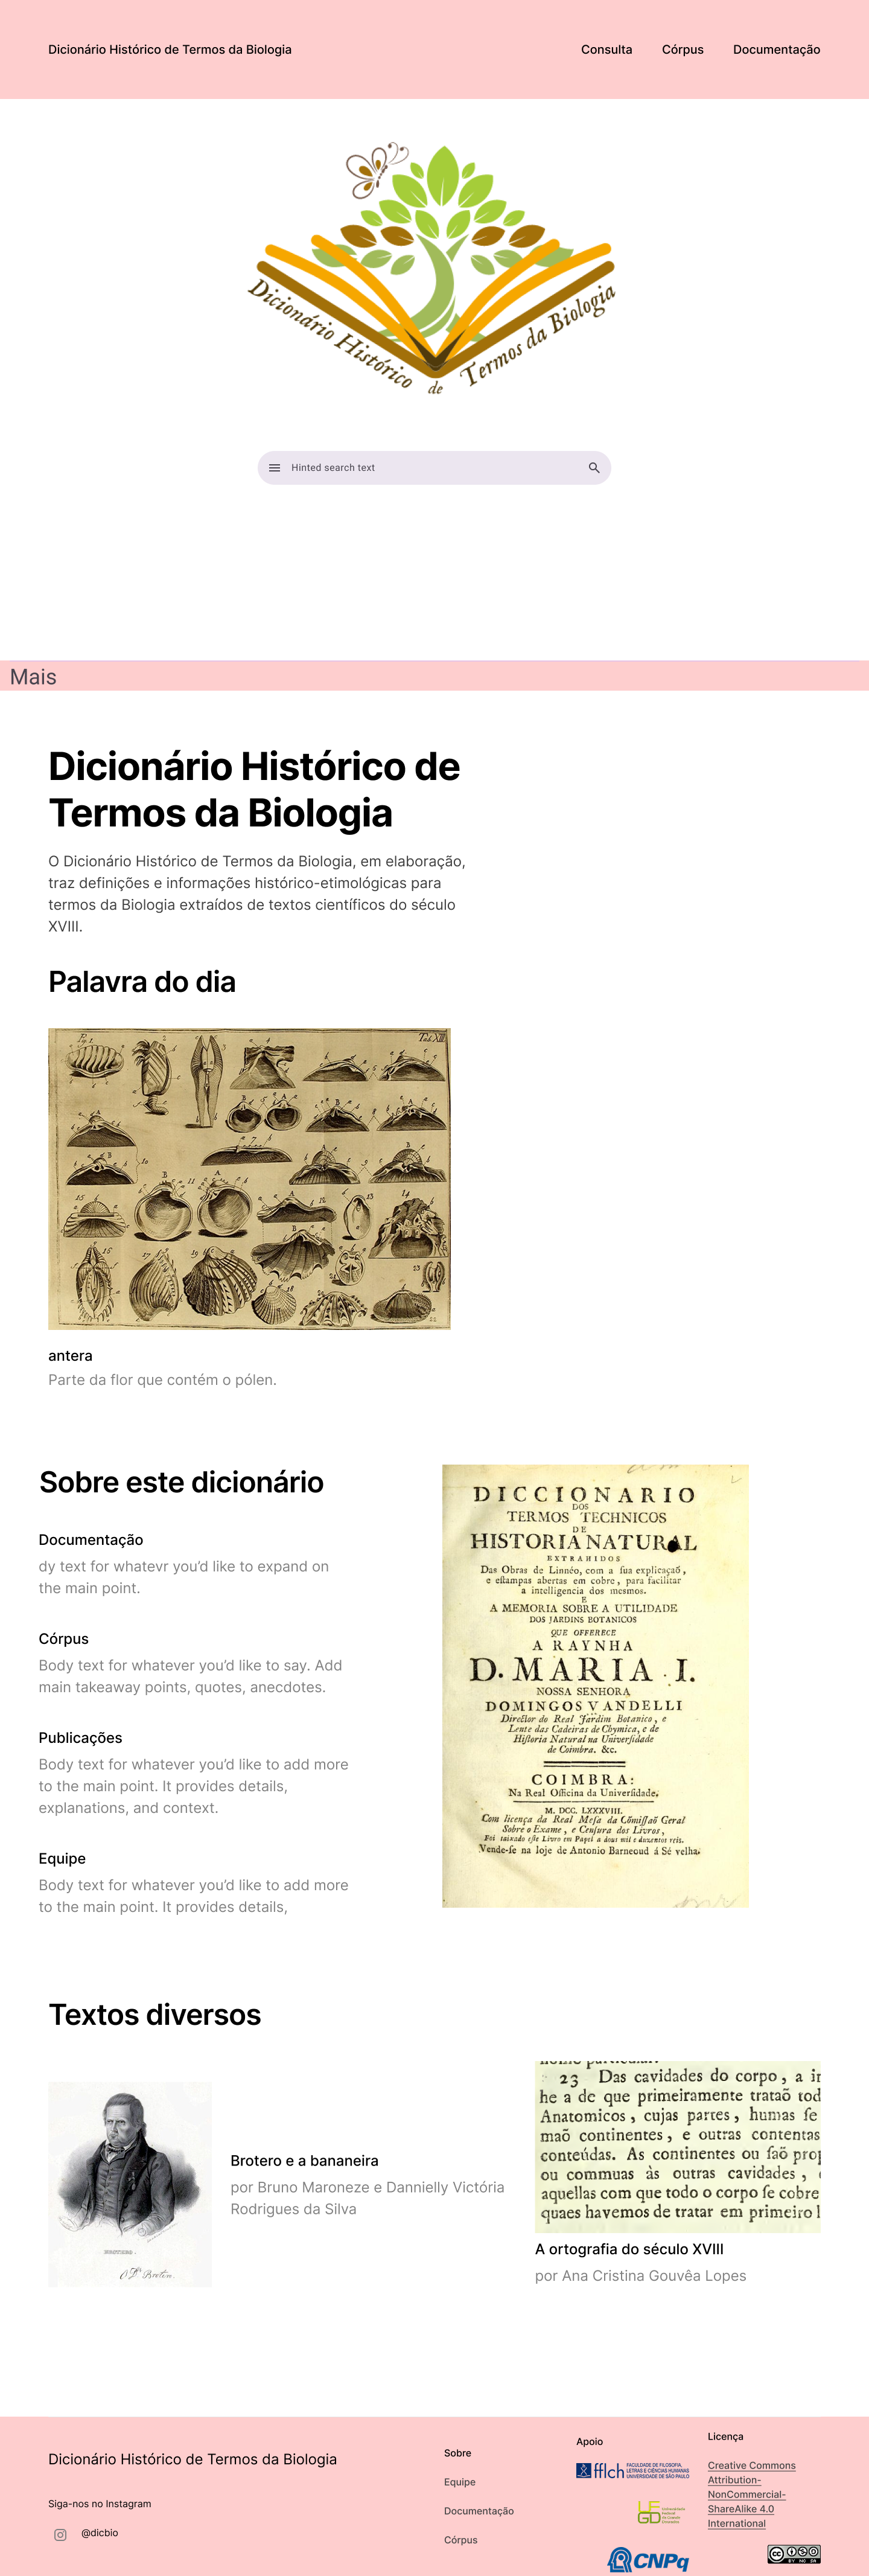 Dicionário Histórico de Termos da Biologia
Consulta
Córpus
Documentação
Dicionário Histórico de Termos da Biologia
Hinted search text
Mais
Dicionário Histórico de
Termos da Biologia
O Dicionário Histórico de Termos da Biologia, em elaboração,
traz definições e informações histórico-etimológicas para
termos da Biologia extraídos de textos científicos do século
XVIII.
Palavra do dia
antera
Parte da flor que contém o pólen.
Sobre este dicionário
Documentação
dy text for whatevr you’d like to expand on
the main point.
Córpus
Body text for whatever you’d like to say. Add
main takeaway points, quotes, anecdotes.
Publicações
Body text for whatever you’d like to add more
to the main point. It provides details,
explanations, and context.
Equipe
Body text for whatever you’d like to add more
to the main point. It provides details,
DICCIONARIO
DOS
TERMOS TECHNICOS
DE
HISTORIA NATURAL
EXTRAHIDOS
Das Obras de Linnéo, com a sua explicaçaõ,
e estampas abertas em cobre, para facilitar
a intelligencia dos mesmos.
E
A MEMORIA SOBRE A UTILIDADE
DOS JARDINS BOTANICOS
QUE OFFERECE
A RAYNHA
D. MARIA I.
NOSSA SENHORA
DOMINGOS VANDELLI
Director do Real Jardim Botanico, e
Lente das Cadeiras de Chymica, e de
Historia Natural na Universidade
de Coimbra. &c.
COIMBRA:
Na Real Officina da Universidade.
M. DCC. LXXXVIII.
Com licença da Real Mesa da Comissaõ Geral
Sobre o Exame, e Censura dos Livros,
Foi taixado este Livro em Papel a dous mil e duzentos reis.
Vende-se na loje de Antonio Barneoud á Sé velha.
Textos diversos
BROTERO.
Brotero e a bananeira
por Bruno Maroneze e Dannielly Victória
Rodrigues da Silva
23 Das cavidades do corpo, a
he a de que primeiramente trataõ
Anatomicos, cujas partes, humas
maõ continentes, e outras
conteúdas. As continentes ou saõ
ou commuas às outras cavidades,
aquellas com que todo o corpo se
quaes havemos de tratar em primeiro
A ortografia do século XVIII
por Ana Cristina Gouvêa Lopes
Dicionário Histórico de Termos da Biologia
Siga-nos no Instagram
@dicbio
Sobre
Equipe
Documentação
Córpus
Apoio
fflch
FACULDADE DE FILOSOFIA,
LETRAS E CIÊNCIAS HUMANAS
UNIVERSIDADE DE SÃO PAULO
UF
GD
CNPq
Licença
Creative Commons
Attribution-
NonCommercial-
ShareAlike 4.0
International
CC
BY NC SA